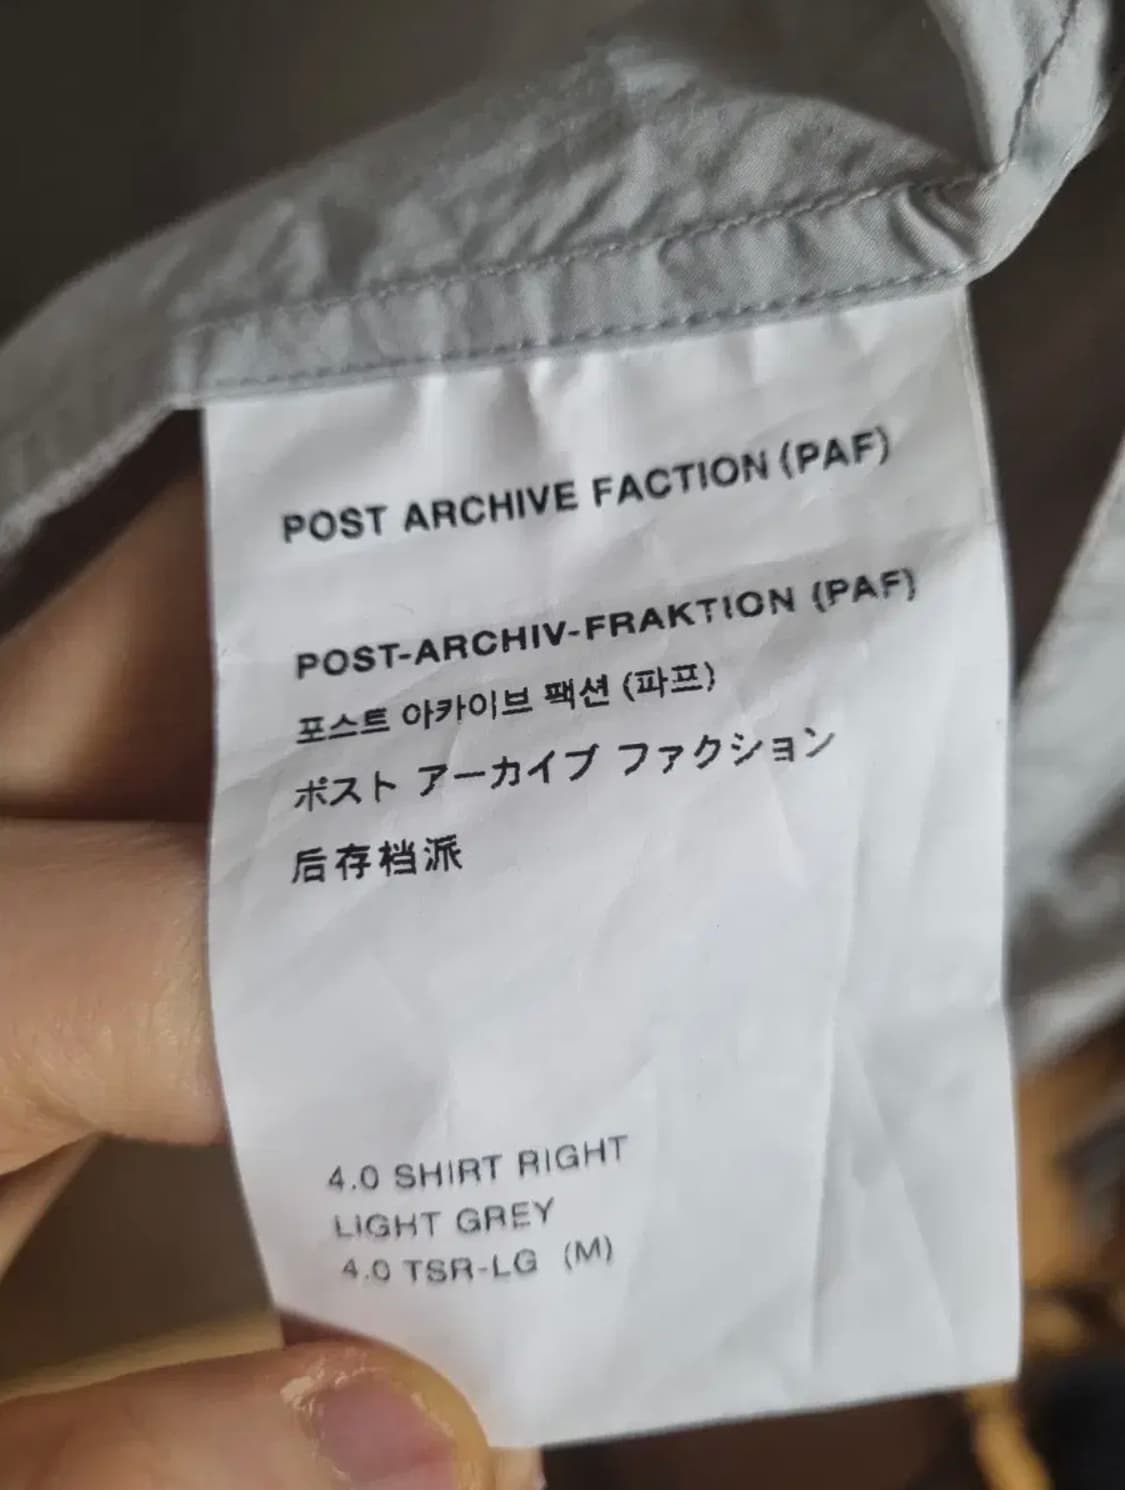 POST ARCHIVE FACTION (PAF)
POST-ARCHIV-FRAKTION (PAF)
포스트 아카이브 팩션 (파프)
ポスト アーカイブ ファクション
后存档派
4.0 SHIRT RIGHT
LIGHT GREY
4.0 TSR-LG (M)